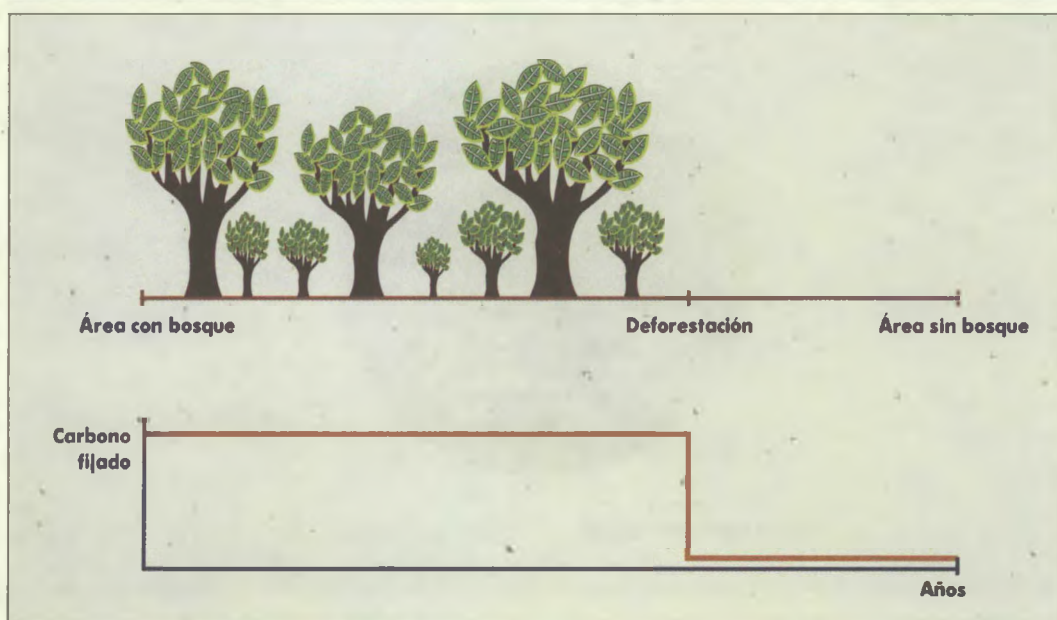 Área con bosque
Deforestación
Área sin bosque
Carbono
fijado
Años